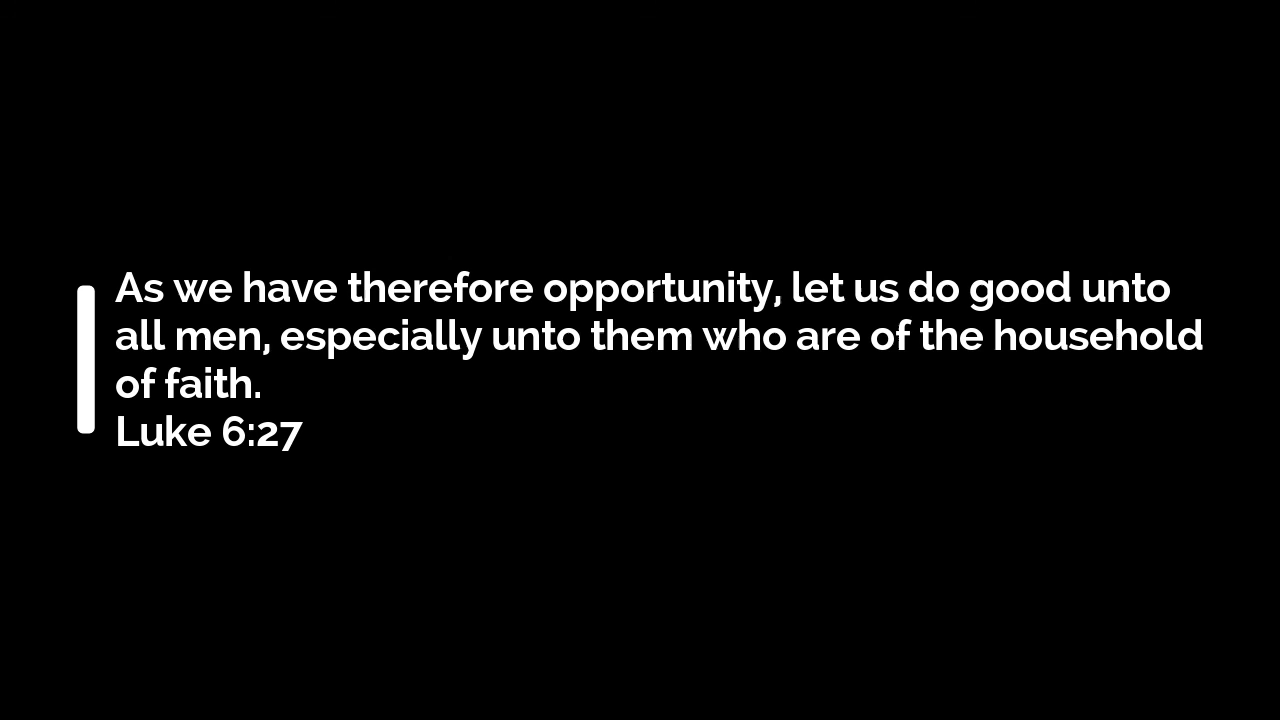 As we have therefore opportunity, let us do good unto
all men, especially unto them who are of the household
of faith.
Luke 6:27